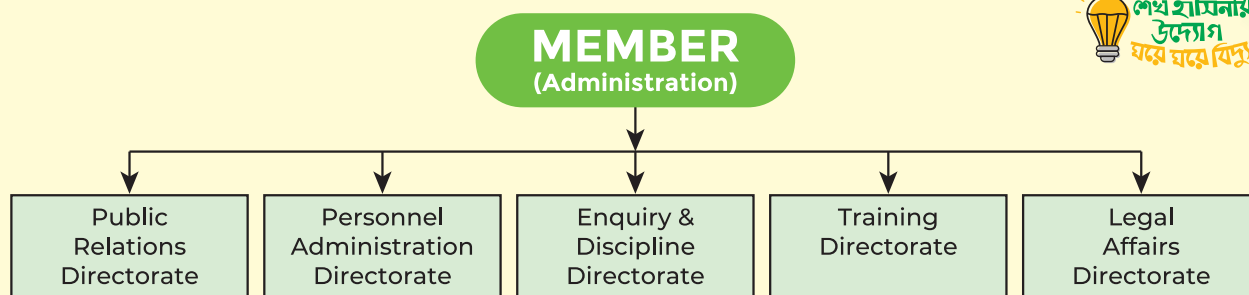 শেখ হাসিনার
উদ্যোগ
ঘরে ঘরে
MEMBER
(Administration)
Public
Relations
Directorate
Personnel
Administration
Directorate
Enquiry &
Discipline
Directorate
Training
Directorate
Legal
Affairs
Directorate